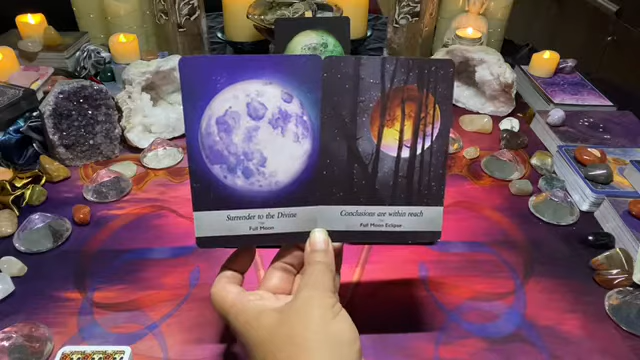 Surrender to the Divine
Full Moon
Conclusions are within reach
Full Moon Eclipse